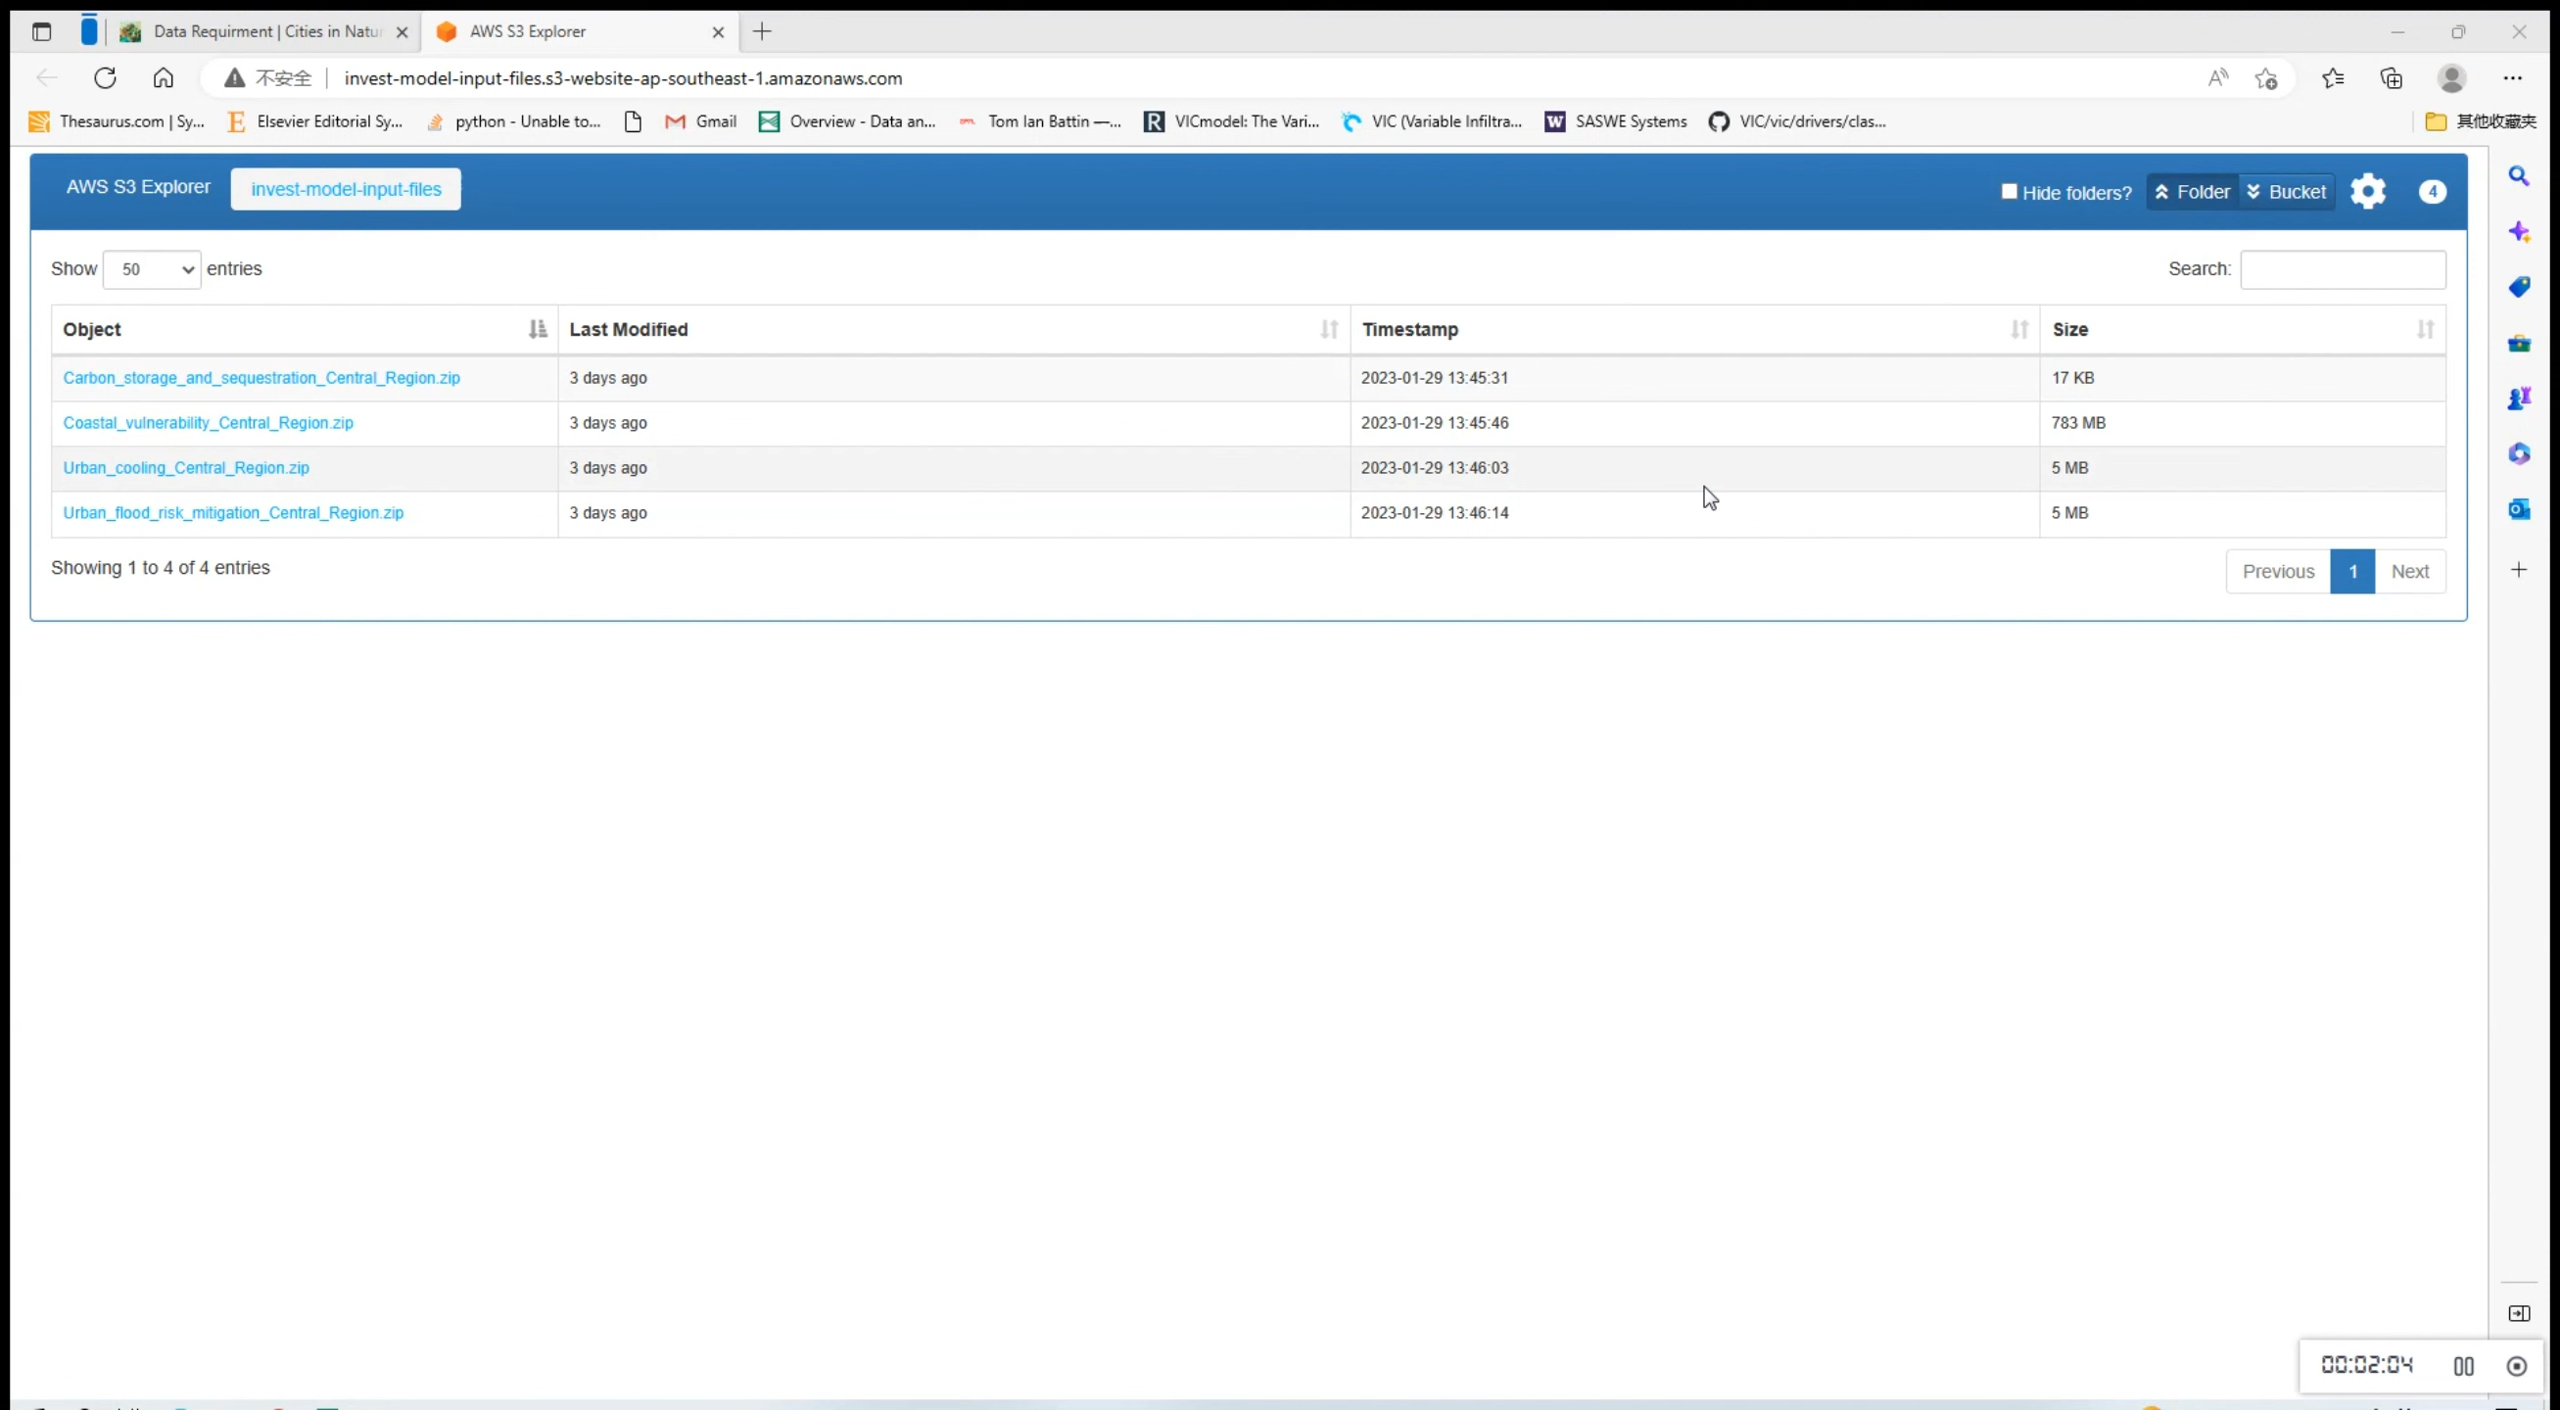 Data Requirment | Cities in Natur
AWS S3 Explorer
不安全
invest-model-input-files.s3-website-ap-southeast-1.amazonaws.com
Thesaurus.com | Sy...
Elsevier Editorial Sy...
python - Unable to...
Gmail
Overview - Data an...
Tom Ian Battin —...
VICmodel: The Vari...
VIC (Variable Infiltra...
SASWE Systems
VIC/vic/drivers/clas...
其他收藏夹
AWS S3 Explorer
invest-model-input-files
Hide folders?
Folder
Bucket
4
Show 50 entries
Search:
Object Last Modified Timestamp Size
Carbon_storage_and_sequestration_Central_Region.zip 3 days ago 2023-01-29 13:45:31 17 KB
Coastal_vulnerability_Central_Region.zip 3 days ago 2023-01-29 13:45:46 783 MB
Urban_cooling_Central_Region.zip 3 days ago 2023-01-29 13:46:03 5 MB
Urban_flood_risk_mitigation_Central_Region.zip 3 days ago 2023-01-29 13:46:14 5 MB
Showing 1 to 4 of 4 entries
Previous 1 Next
00:02:04